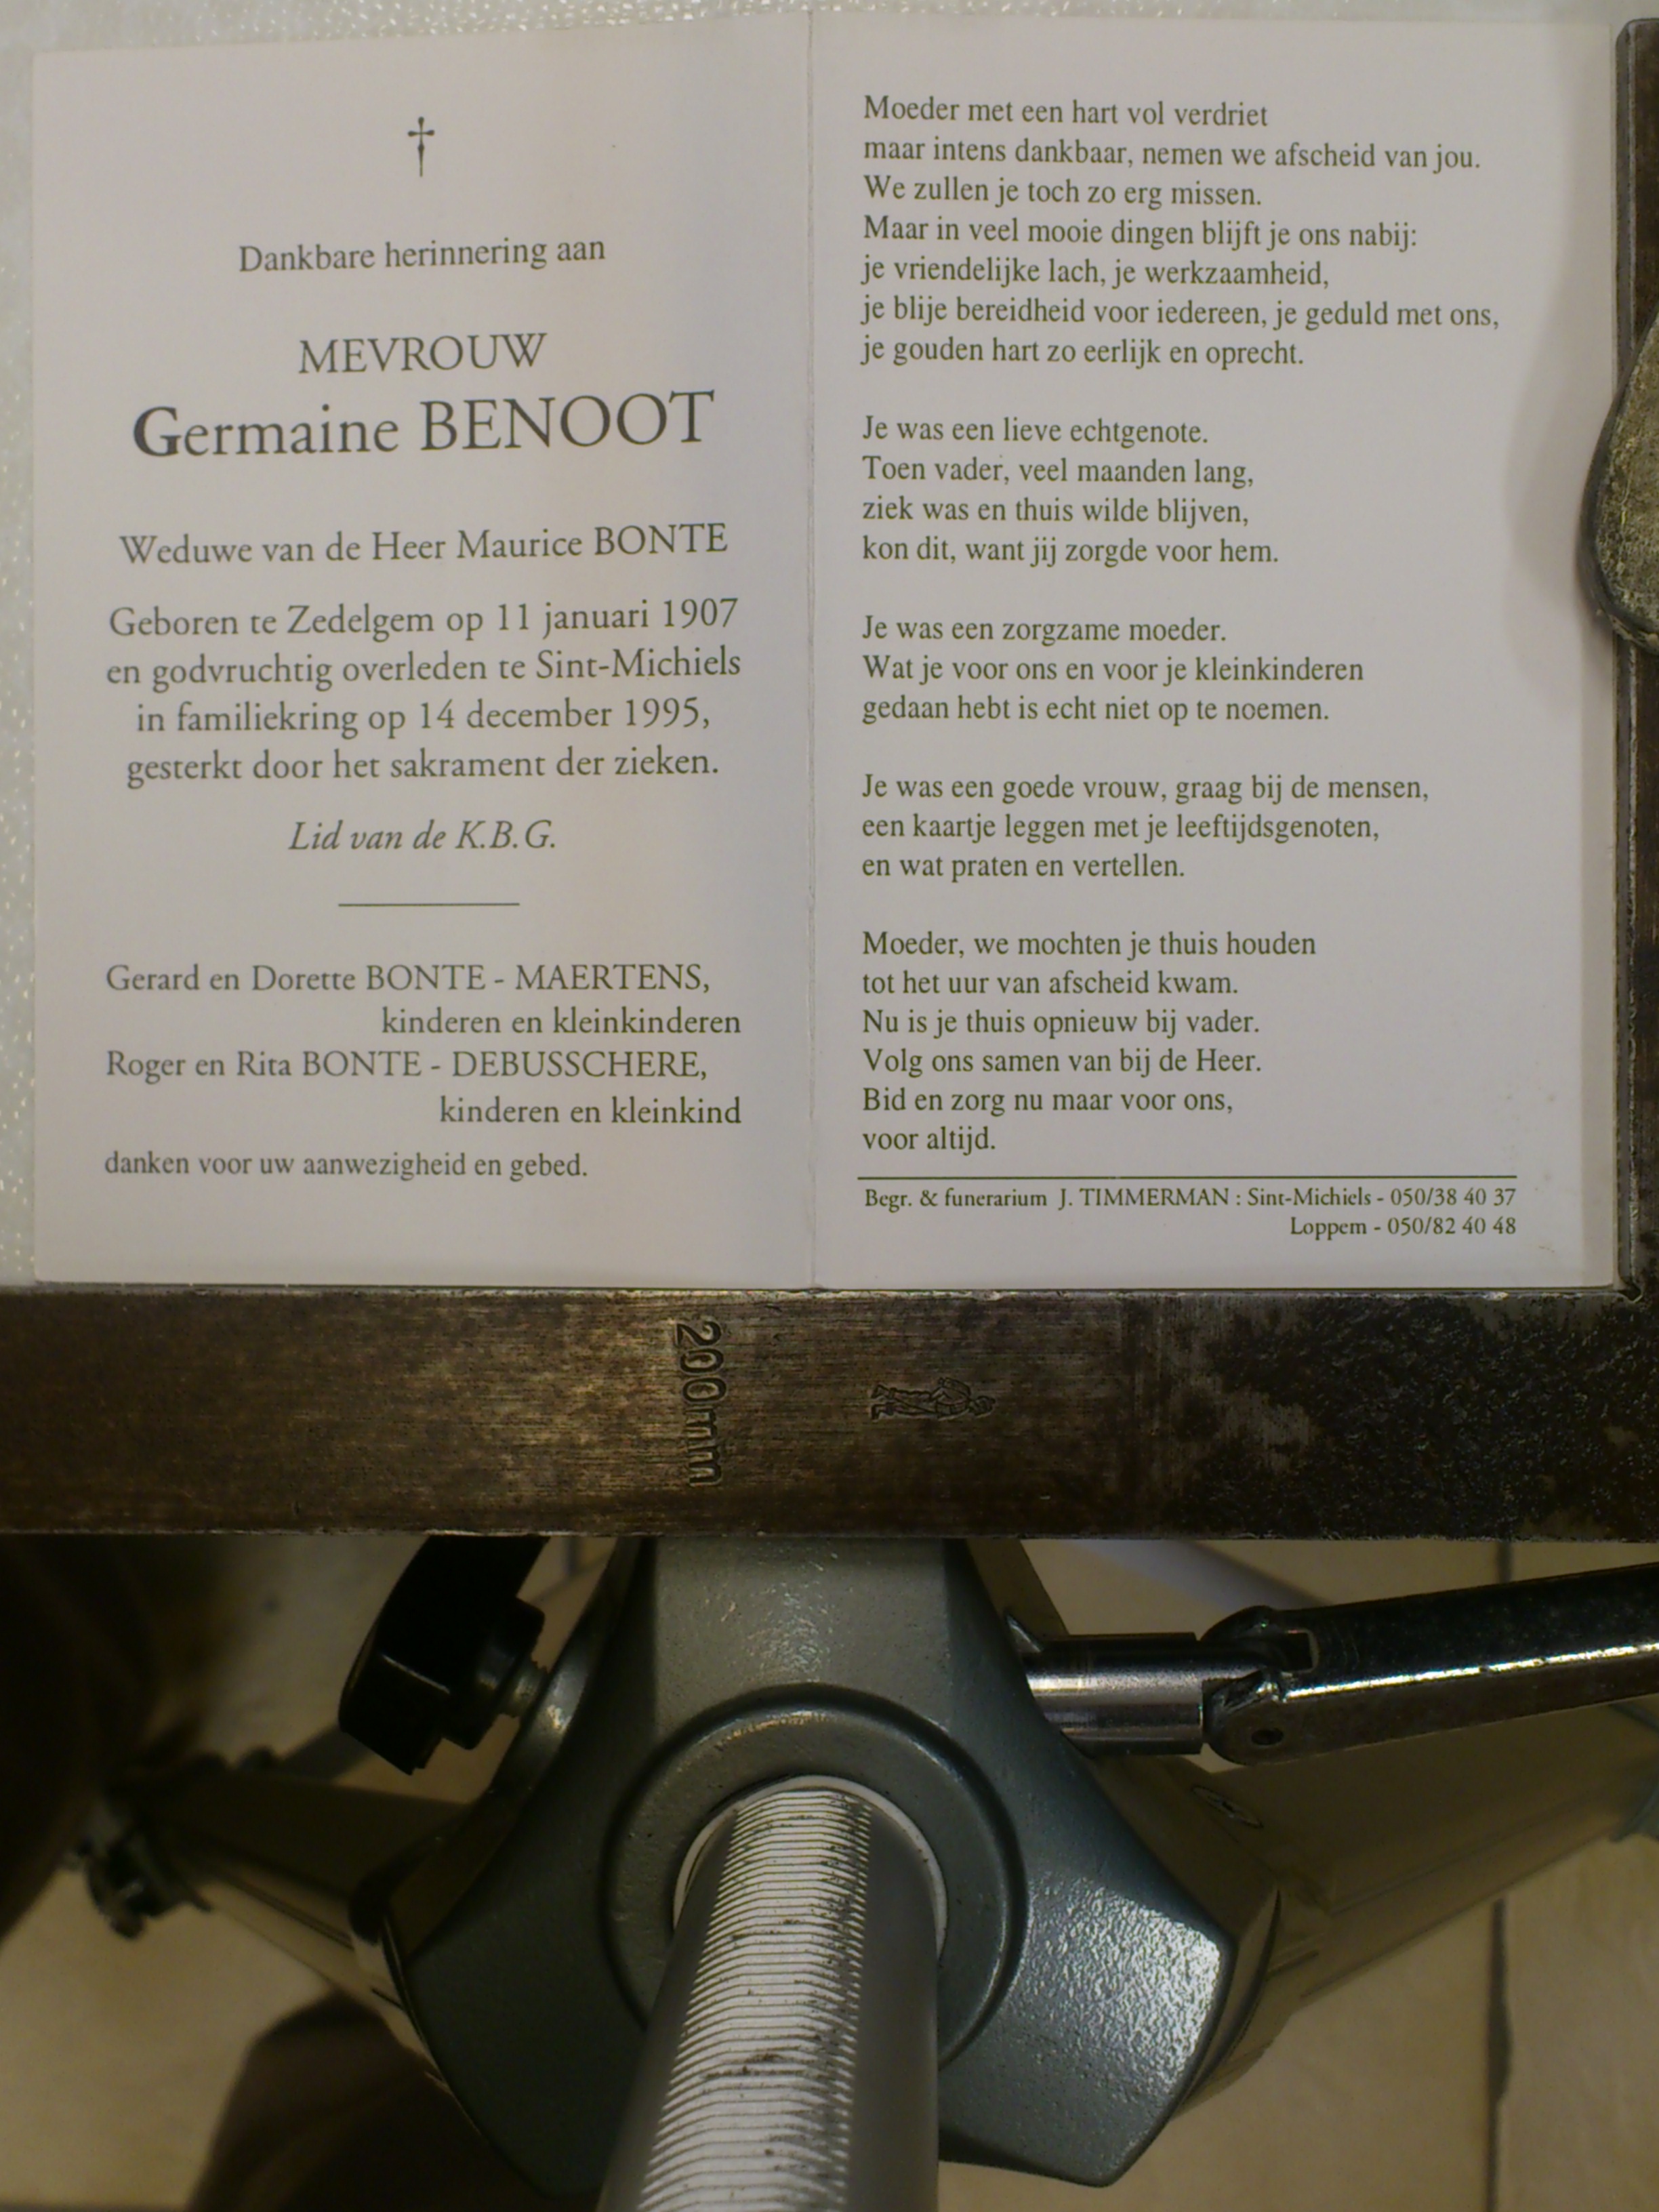 Dankbare herinnering aan
MEVROUW
Germaine BENOOT
Weduwe van de Heer Maurice BONTE
Geboren te Zedelgem op 11 januari 1907
en godvruchtig overleden te Sint-Michiels
in familiekring op 14 december 1995,
gesterkt door het sakrament der zieken.
Lid van de K.B.G.
Gerard en Dorette BONTE - MAERTENS,
kinderen en kleinkinderen
Roger en Rita BONTE - DEBUSSCHERE,
kinderen en kleinkind
danken voor uw aanwezigheid en gebed.
Moeder met een hart vol verdriet
maar intens dankbaar, nemen we afscheid van jou.
We zullen je toch zo erg missen.
Maar in veel mooie dingen blijft je ons nabij:
je vriendelijke lach, je werkzaamheid,
je blije bereidheid voor iedereen, je geduld met ons,
je gouden hart zo eerlijk en oprecht.
Je was een lieve echtgenote.
Toen vader, veel maanden lang,
ziek was en thuis wilde blijven,
kon dit, want jij zorgde voor hem.
Je was een zorgzame moeder.
Wat je voor ons en voor je kleinkinderen
gedaan hebt is echt niet op te noemen.
Je was een goede vrouw, graag bij de mensen,
een kaartje leggen met je leeftijdsgenoten,
en wat praten en vertellen.
Moeder, we mochten je thuis houden
tot het uur van afscheid kwam.
Nu is je thuis opnieuw bij vader.
Volg ons samen van bij de Heer.
Bid en zorg nu maar voor ons,
voor altijd.
Begr. & funerarium J. TIMMERMAN : Sint-Michiels - 050/38 40 37
Loppem - 050/82 40 48
200mm